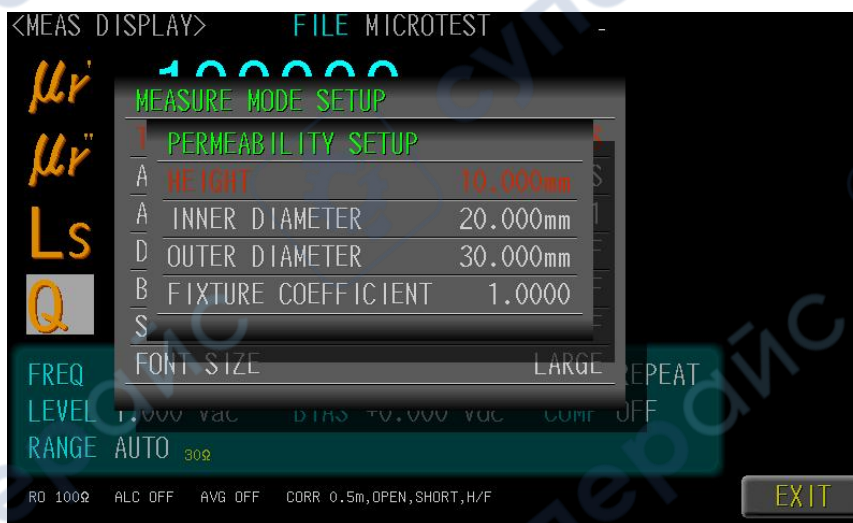 <MEAS DISPLAY> FILE MICROTEST -
μr'
MEASURE MODE SETUP
PERMEABILITY SETUP
μr"
HEIGHT 10.000mm
INNER DIAMETER 20.000mm
Ls
OUTER DIAMETER 30.000mm
FIXTURE COEFFICIENT 1.0000
Q
FONT SIZE LARGE
FREQ REPEAT
LEVEL 1.000 Vac BIAS +0.000 Vdc COMP OFF
RANGE AUTO 30Ω
RO 100Ω ALC OFF AVG OFF CORR 0.5m,OPEN,SHORT,H/F
EXIT